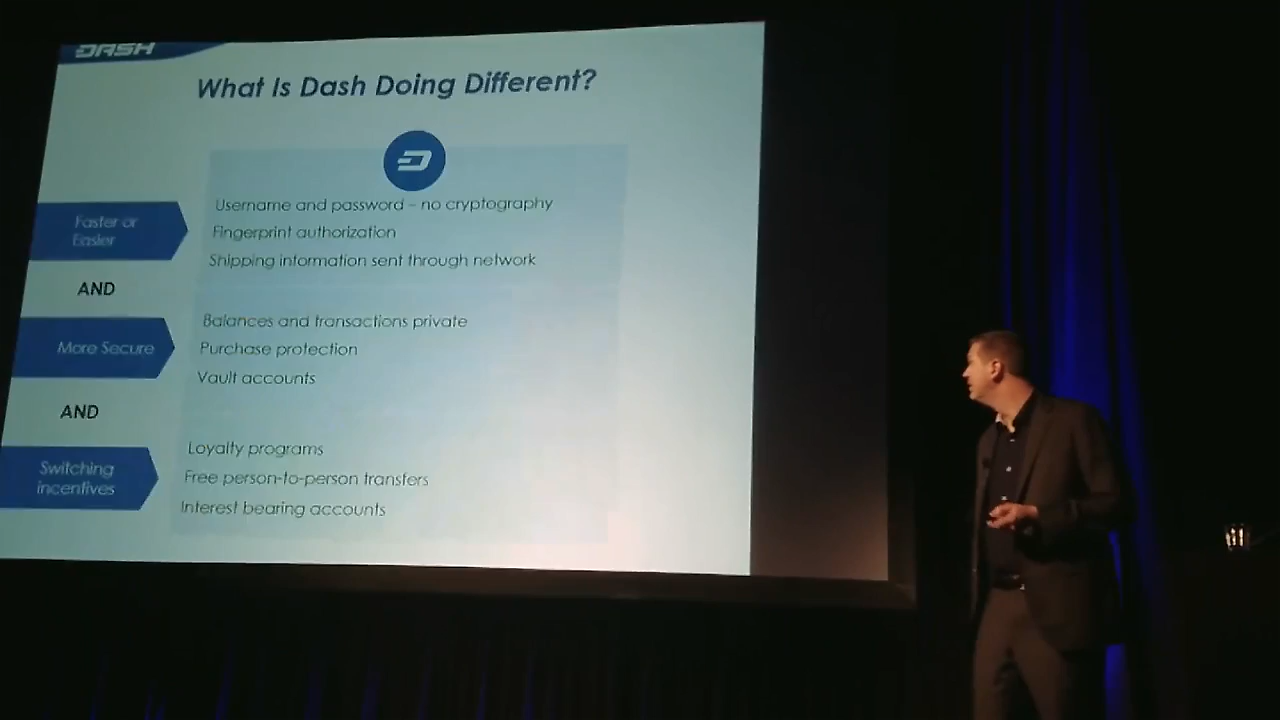 DASH
What Is Dash Doing Different?
Faster or
Easier
Username and password – no cryptography
Fingerprint authorization
Shipping information sent through network
AND
More Secure
Balances and transactions private
Purchase protection
Vault accounts
AND
Switching
incentives
Loyalty programs
Free person-to-person transfers
Interest bearing accounts